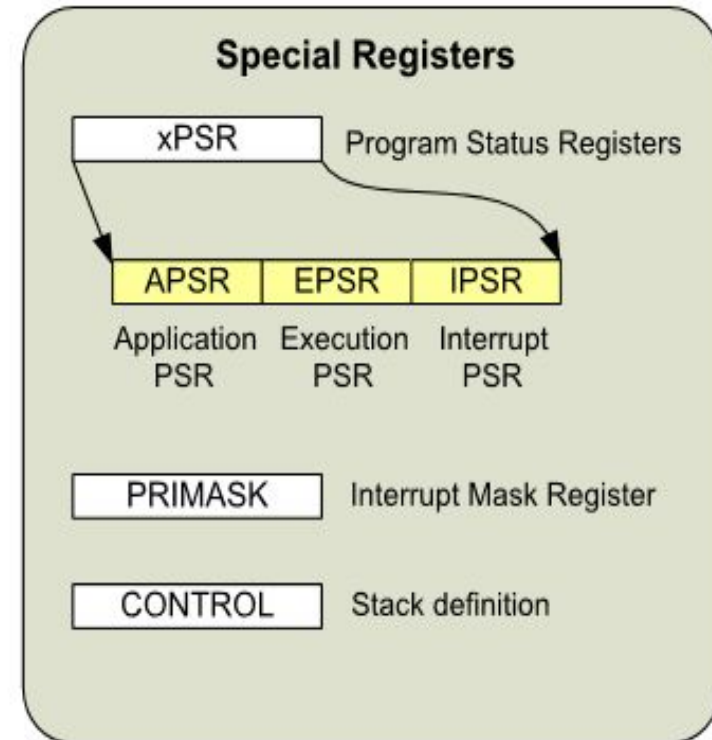 Special Registers
xPSR Program Status Registers
APSR EPSR IPSR
Application Execution Interrupt
PSR PSR PSR
PRIMASK Interrupt Mask Register
CONTROL Stack definition